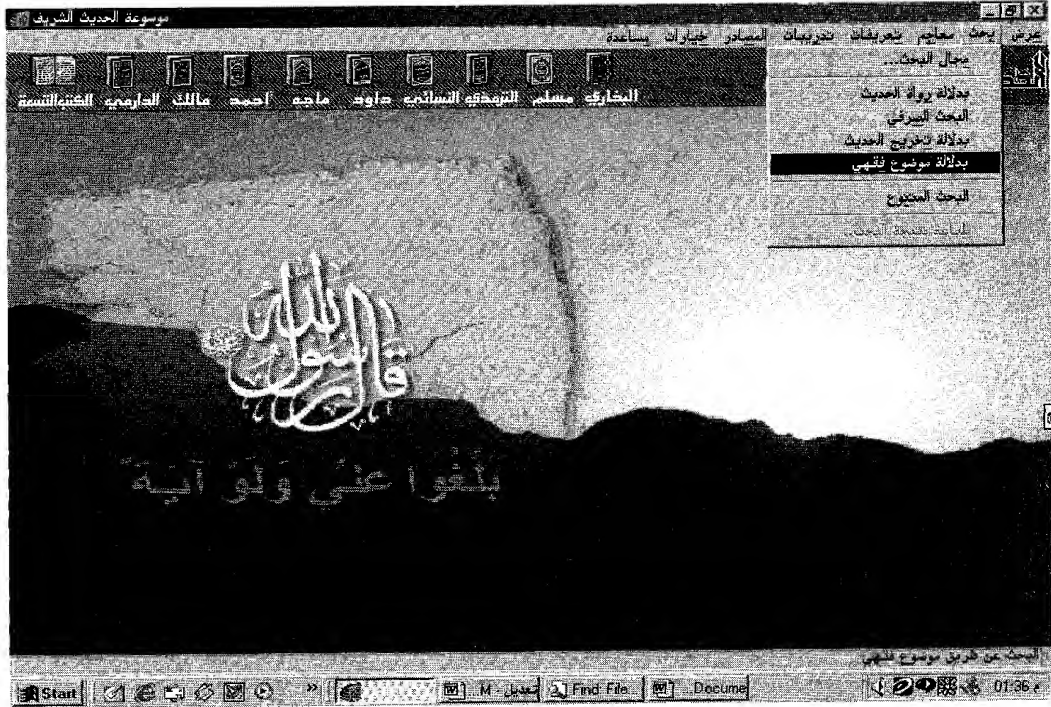 موسوعة الحديث الشريف
عرض بحث معاجم تعريفات تدريبات المصادر خيارات مساعدة
البخاري مسلم الترمذي النسائي داود ماجه احمد مالك الدارمي الكتب التسعة
مجال البحث...
بدلالة رواة الحديث
البحث الصرفي
بدلالة تخريج الحديث
بدلالة موضوع فقهي
البحث المتنوع
قال رسول الله
بلغوا عني ولو آية
البحث عن طريق موضوع فقهي
Start
تعديل - M
Find File
Docume
01:36 م